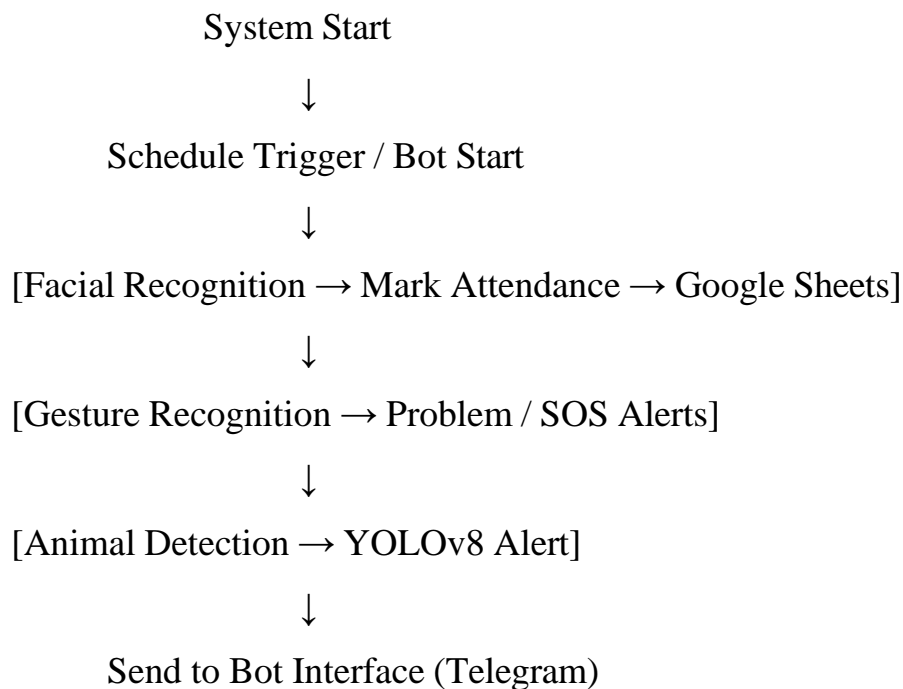 System Start
↓
Schedule Trigger / Bot Start
↓
[Facial Recognition → Mark Attendance → Google Sheets]
↓
[Gesture Recognition → Problem / SOS Alerts]
↓
[Animal Detection → YOLOv8 Alert]
↓
Send to Bot Interface (Telegram)